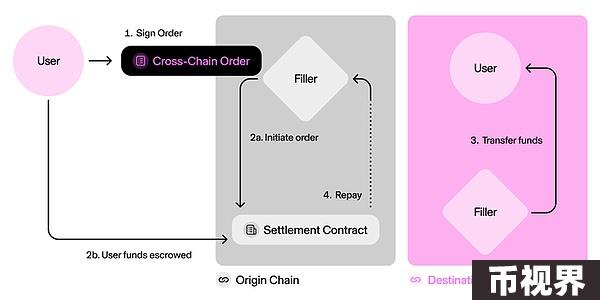 1. Sign Order
User
Cross-Chain Order
Filler
User
2a. Initiate order
3. Transfer funds
4. Repay
Filler
Settlement Contract
2b. User funds escrowed
Origin Chain
币视界